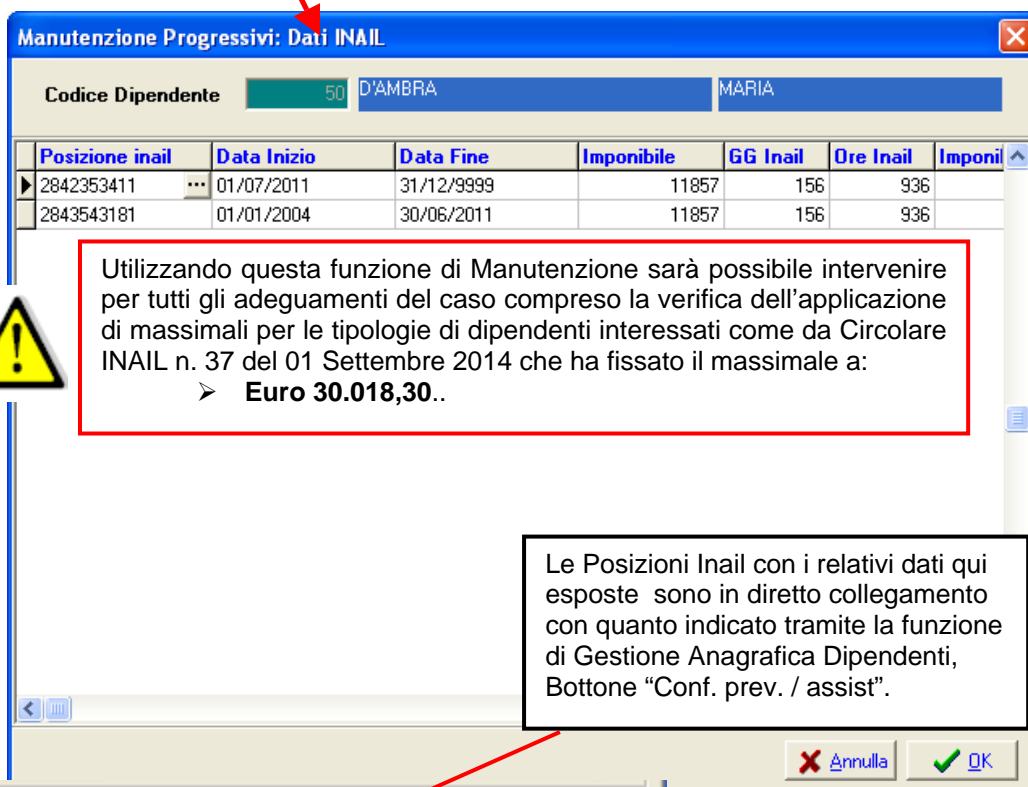 Manutenzione Progressivi: Dati INAIL
Codice Dipendente 50 D'AMBRA MARIA
Posizione inail Data Inizio Data Fine Imponibile GG Inail Ore Inail Imponil
2842353411 ... 01/07/2011 31/12/9999 11857 156 936
2843543181 01/01/2004 30/06/2011 11857 156 936
Utilizzando questa funzione di Manutenzione sarà possibile intervenire
per tutti gli adeguamenti del caso compreso la verifica dell'applicazione
di massimali per le tipologie di dipendenti interessati come da Circolare
INAIL n. 37 del 01 Settembre 2014 che ha fissato il massimale a:
➢ Euro 30.018,30..
Le Posizioni Inail con i relativi dati qui
esposte sono in diretto collegamento
con quanto indicato tramite la funzione
di Gestione Anagrafica Dipendenti,
Bottone “Conf. prev. / assist”.
Annulla OK